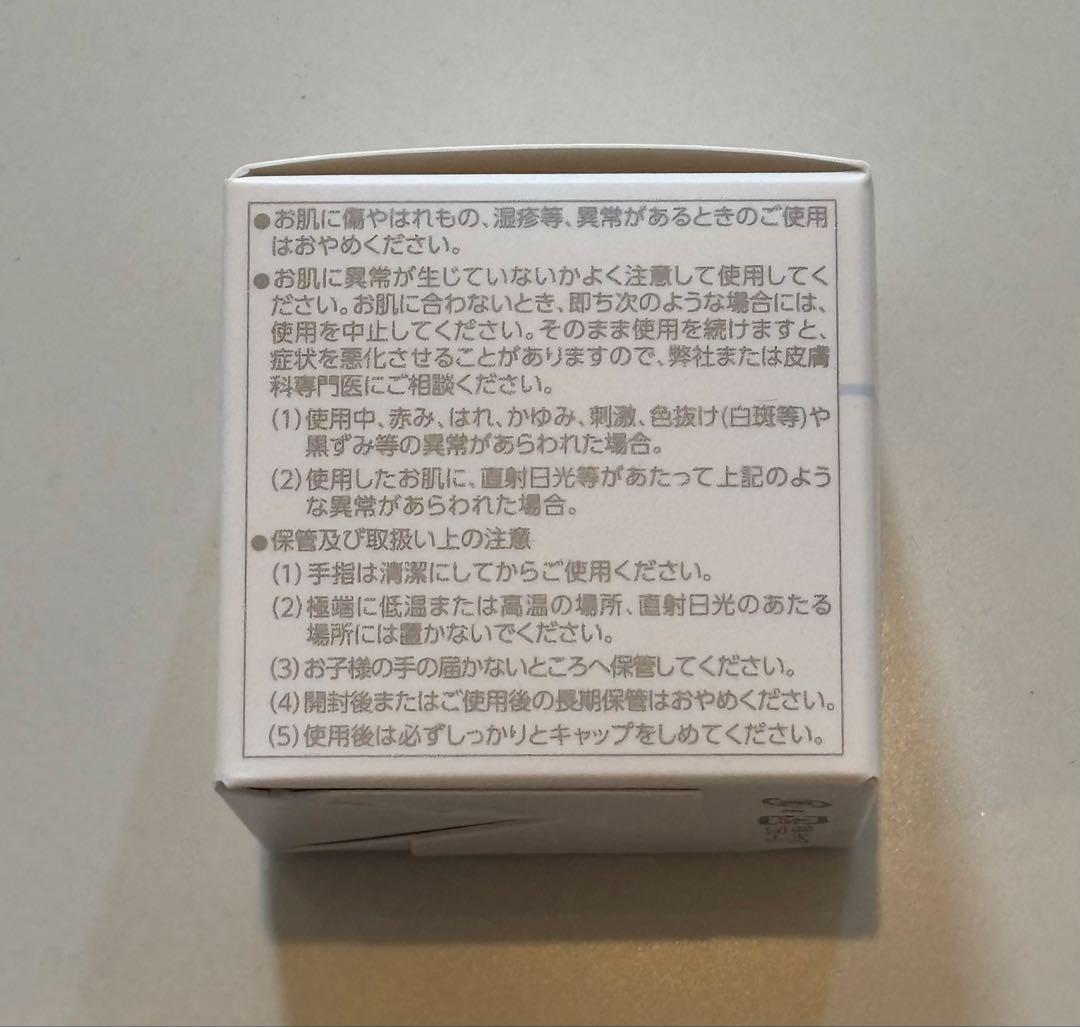 ●お肌に傷やはれもの、湿疹等、異常があるときのご使用
はおやめください。
●お肌に異常が生じていないかよく注意して使用してく
ださい。お肌に合わないとき、即ち次のような場合には、
使用を中止してください。そのまま使用を続けますと、
症状を悪化させることがありますので、弊社または皮膚
科専門医にご相談ください。
(1)使用中、赤み、はれ、かゆみ、刺激、色抜け(白斑等)や
黒ずみ等の異常があらわれた場合。
(2)使用したお肌に、直射日光等があたって上記のよう
な異常があらわれた場合。
●保管及び取扱い上の注意
(1)手指は清潔にしてからご使用ください。
(2)極端に低温または高温の場所、直射日光のあたる
場所には置かないでください。
(3)お子様の手の届かないところへ保管してください。
(4)開封後またはご使用後の長期保管はおやめください。
(5)使用後は必ずしっかりとキャップをしめてください。